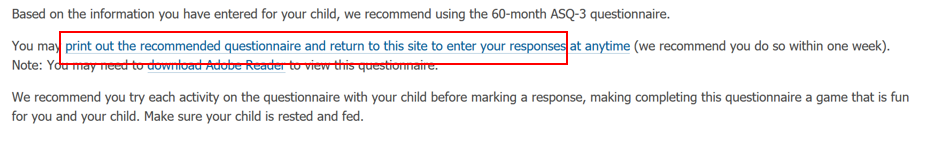 Based on the information you have entered for your child, we recommend using the 60-month ASQ-3 questionnaire.
You may print out the recommended questionnaire and return to this site to enter your responses at anytime (we recommend you do so within one week).
Note: You may need to download Adobe Reader to view this questionnaire.
We recommend you try each activity on the questionnaire with your child before marking a response, making completing this questionnaire a game that is fun
for you and your child. Make sure your child is rested and fed.